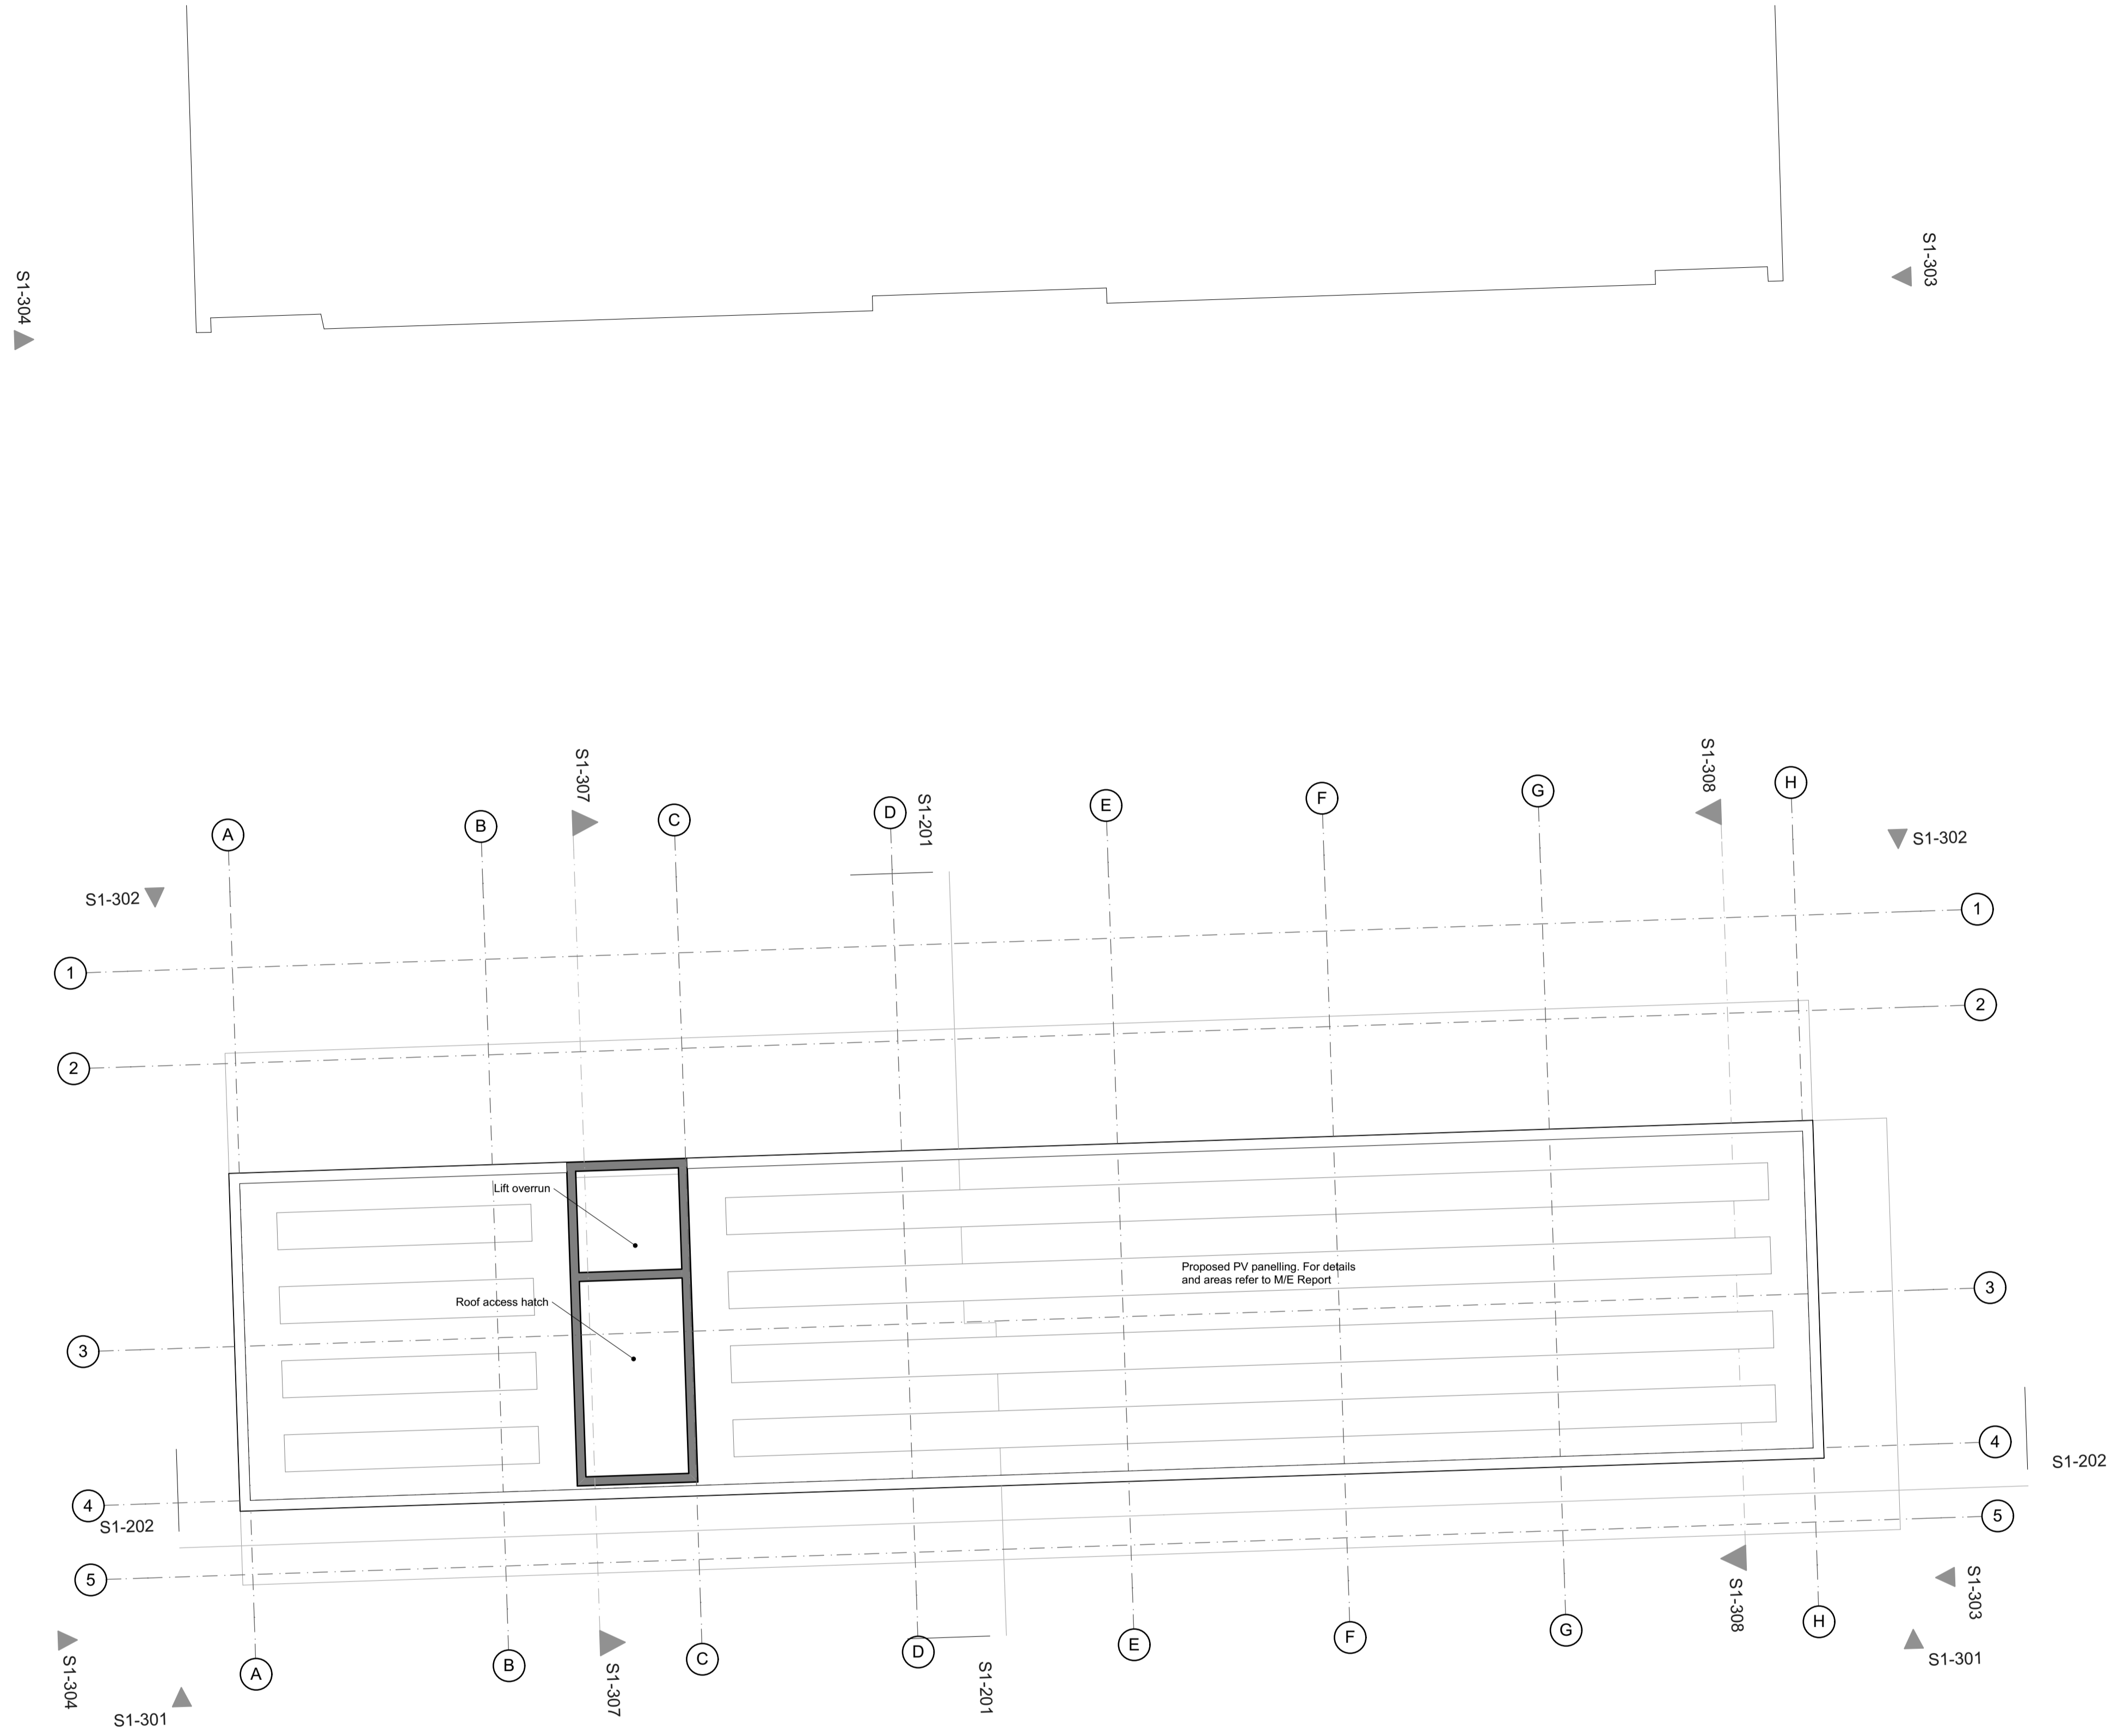 S1-303
S1-304
S1-307
S1-308
H
G
F
E
D
S1-201
C
B
A
S1-302
S1-302
1
1
2
2
Lift overrun
Proposed PV panelling. For details
and areas refer to M/E Report
Roof access hatch
3
3
4
4
S1-202
S1-202
5
5
S1-303
S1-308
S1-304
S1-307
S1-201
A
B
C
D
E
F
G
H
S1-301
S1-301